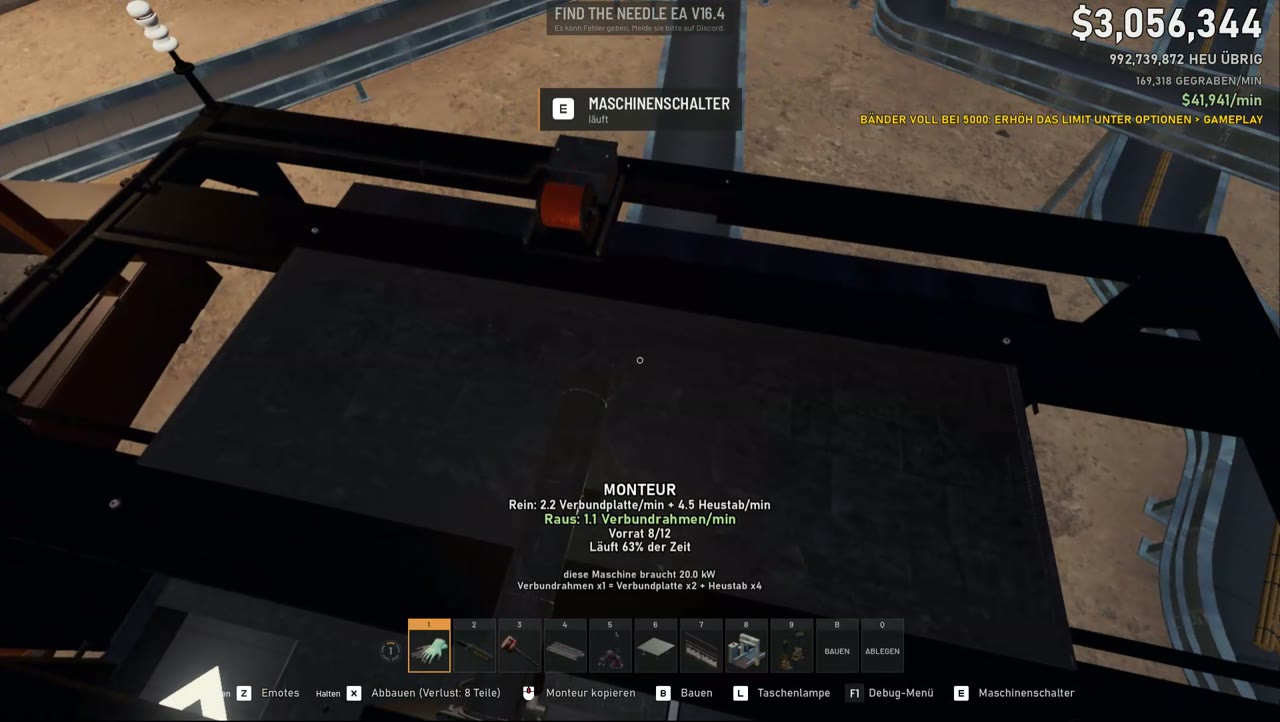 FIND THE NEEDLE EA V16.4
Es kann Fehler geben. Melde sie bitte auf Discord.
$3,056,344
992,739,872 HEU ÜBRIG
169,318 GEGRABEN/MIN
$41,941/min
BÄNDER VOLL BEI 5000: ERHÖH DAS LIMIT UNTER OPTIONEN > GAMEPLAY
E MASCHINENSCHALTER
läuft
MONTEUR
Rein: 2.2 Verbundplatte/min + 4.5 Heustab/min
Raus: 1.1 Verbundrahmen/min
Vorrat 8/12
Läuft 63% der Zeit
diese Maschine braucht 20.0 kW
Verbundrahmen x1 = Verbundplatte x2 + Heustab x4
1 2 3 4 5 6 7 8 9 B 0
1 BAUEN ABLEGEN
en Z Emotes Halten X Abbauen (Verlust: 8 Teile) Monteur kopieren B Bauen L Taschenlampe F1 Debug-Menü E Maschinenschalter